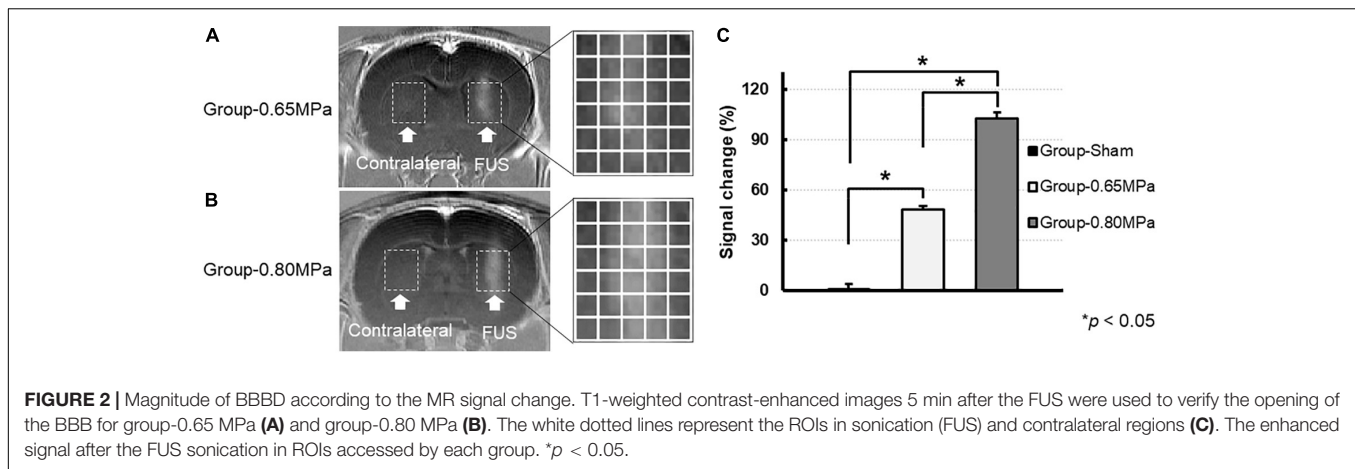 A
Group-0.65MPa
Contralateral FUS
B
Group-0.80MPa
Contralateral FUS
C
Signal change (%)
120
90
60
30
0
*
*
*
Group-Sham
Group-0.65MPa
Group-0.80MPa
*p < 0.05
FIGURE 2 | Magnitude of BBBD according to the MR signal change. T1-weighted contrast-enhanced images 5 min after the FUS were used to verify the opening of
the BBB for group-0.65 MPa (A) and group-0.80 MPa (B). The white dotted lines represent the ROIs in sonication (FUS) and contralateral regions (C). The enhanced
signal after the FUS sonication in ROIs accessed by each group. *p < 0.05.